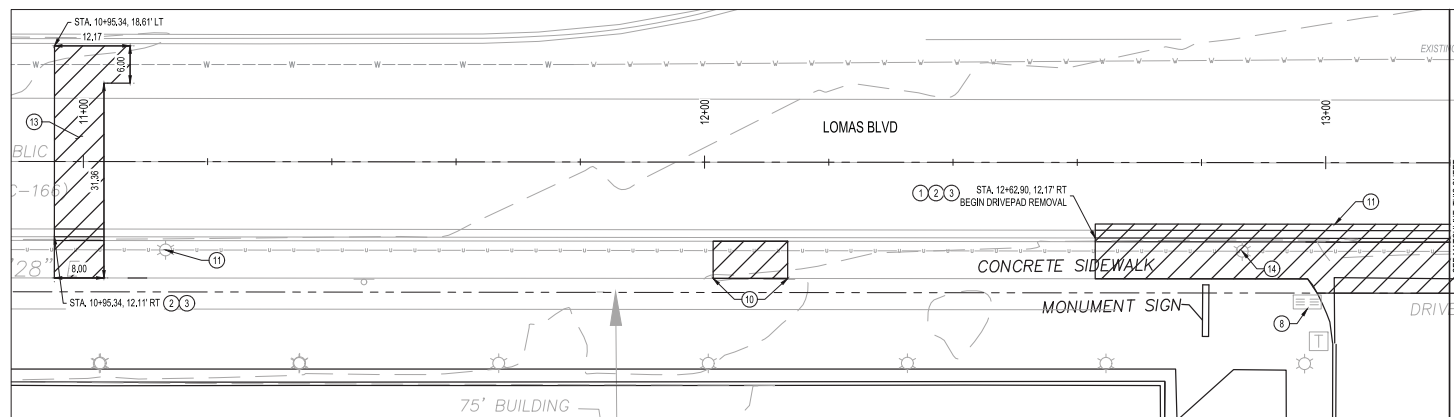 STA. 10+95.34, 18.61' LT
12.17
6.00
EXISTING
W W W W W W W W W W W W W W W W W W W W W W W
11+00
12+00
13+00
LOMAS BLVD
13
BLIC
C-166)
31.36
1 2 3 STA. 12+62.90, 12.17' RT
BEGIN DRIVEPAD REMOVAL
11
11
"28"
8.00
CONCRETE SIDEWALK
14
STA. 10+95.34, 12.11' RT 2 3
10
MONUMENT SIGN
8
DRIVE
T
75' BUILDING